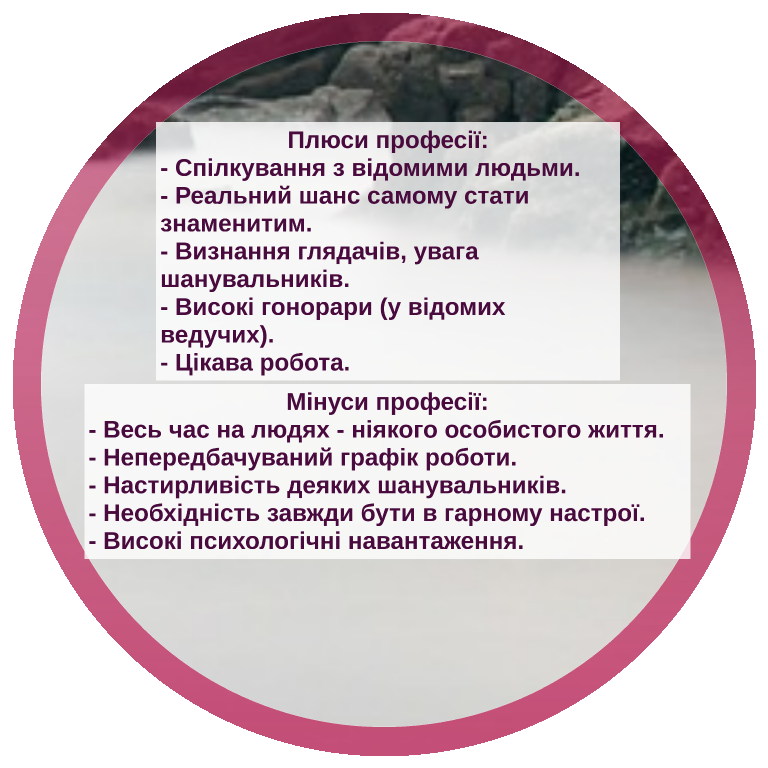 Плюси професії:
- Спілкування з відомими людьми.
- Реальний шанс самому стати
знаменитим.
- Визнання глядачів, увага
шанувальників.
- Високі гонорари (у відомих
ведучих).
- Цікава робота.
Мінуси професії:
- Весь час на людях - ніякого особистого життя.
- Непередбачуваний графік роботи.
- Настирливість деяких шанувальників.
- Необхідність завжди бути в гарному настрої.
- Високі психологічні навантаження.